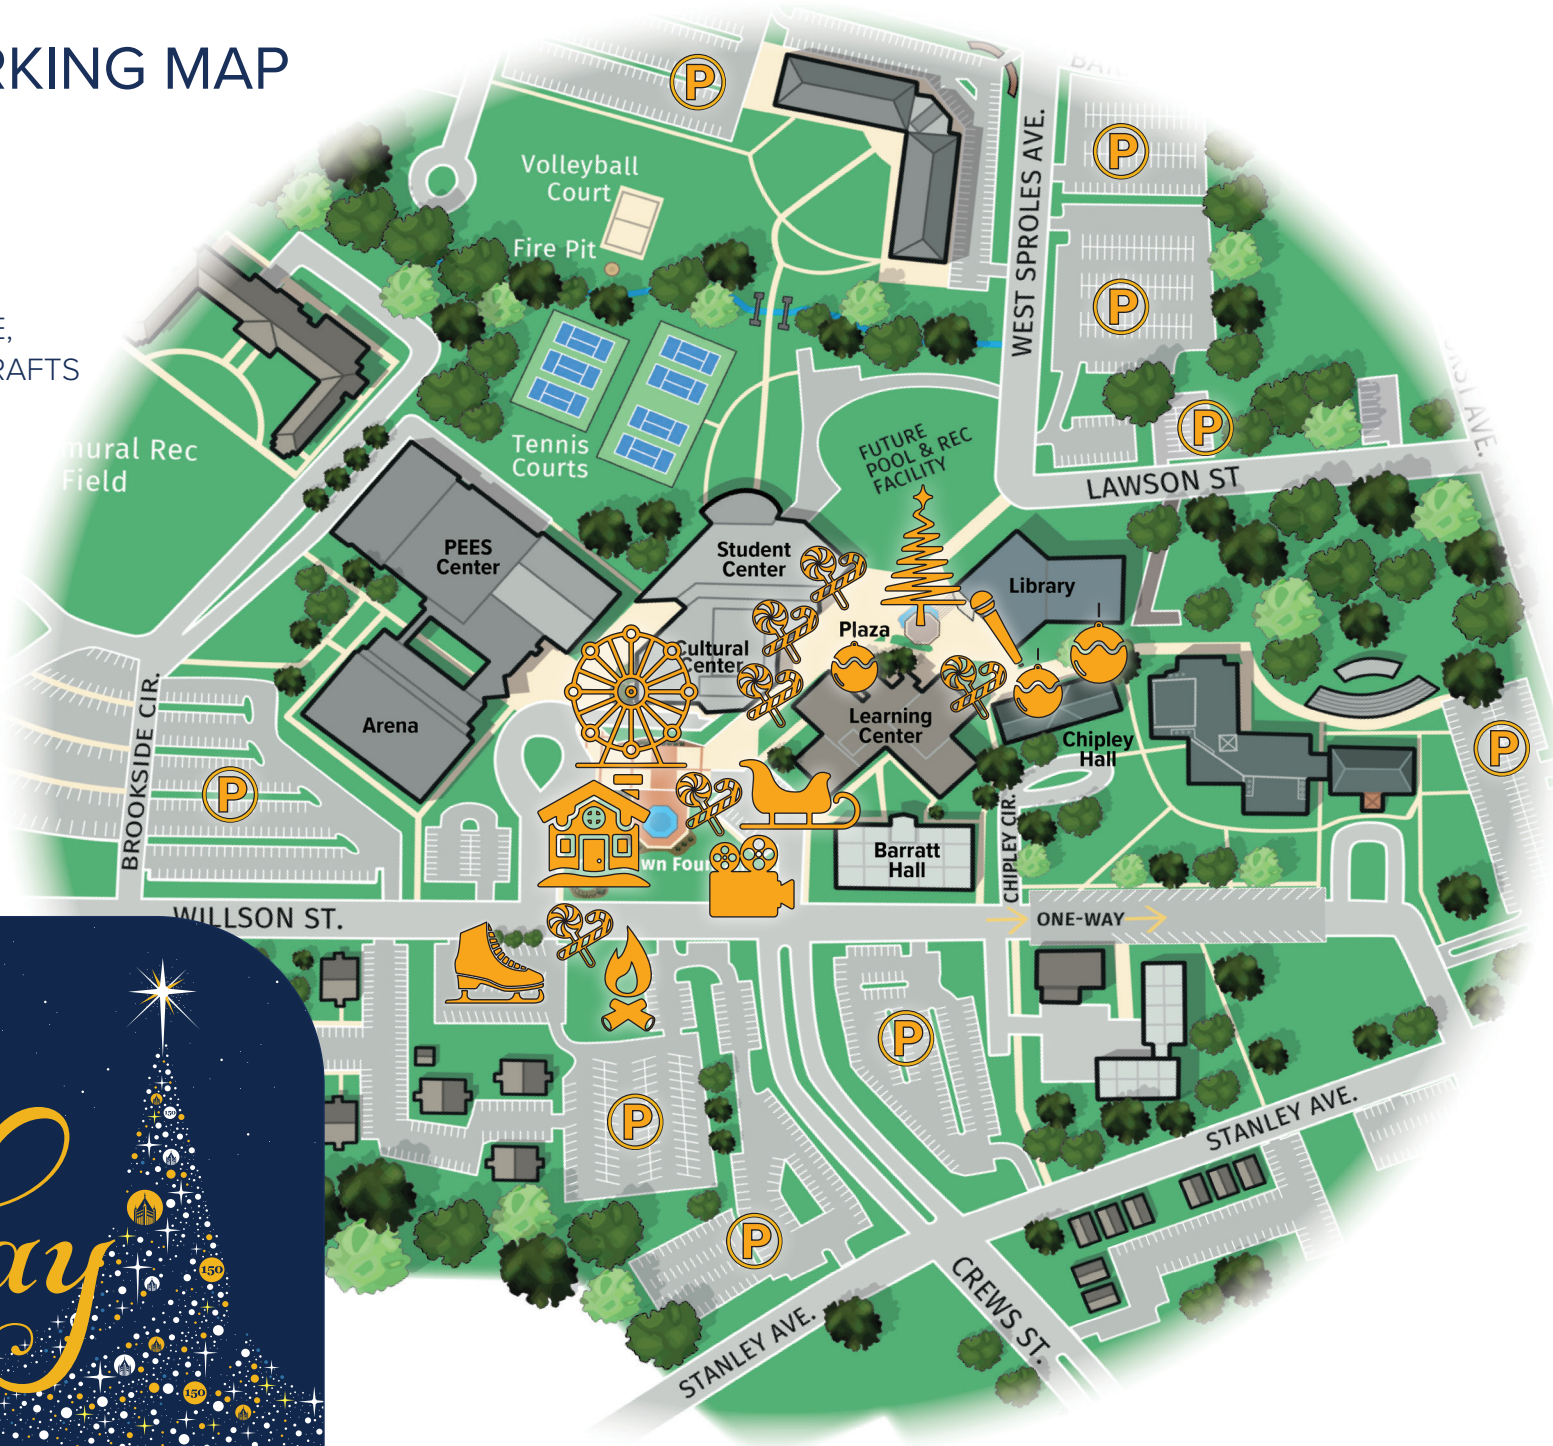 RKING MAP
E,
RAFTS
P
Volleyball
Court
P
WEST SPROLES AVE.
Fire Pit
P
P
mural Rec
Field
Tennis
Courts
FUTURE
POOL & REC
FACILITY
LAWSON ST
PEES
Center
Student
Center
Library
Plaza
Cultural
Center
Arena
Learning
Center
Chipley
Hall
P
P
BROOKSIDE CIR.
CHIPLEY CIR.
Barratt
Hall
wn Foun
WILLSON ST.
ONE-WAY
P
P
STANLEY AVE.
P
CREWS ST.
STANLEY AVE.
ay
150
150
150